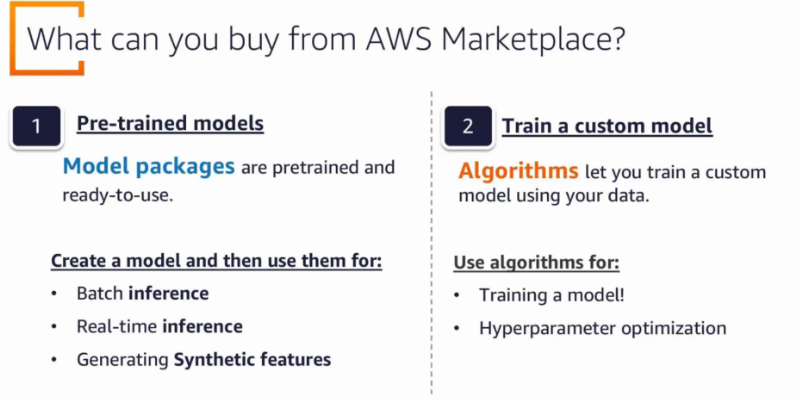 What can you buy from AWS Marketplace?
1
Pre-trained models
Model packages are pretrained and
ready-to-use.
Create a model and then use them for:
• Batch inference
• Real-time inference
• Generating Synthetic features
2
Train a custom model
Algorithms let you train a custom
model using your data.
Use algorithms for:
• Training a model!
• Hyperparameter optimization